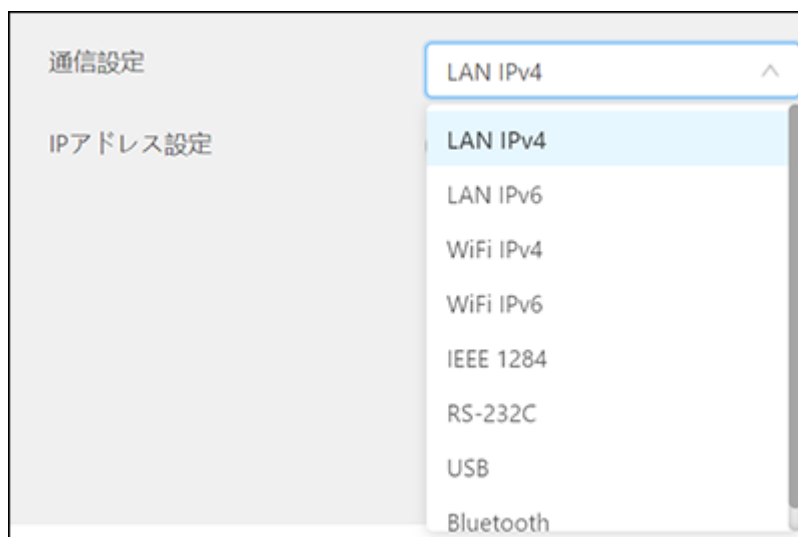 通信設定
LAN IPv4
IPアドレス設定
LAN IPv4
LAN IPv6
WiFi IPv4
WiFi IPv6
IEEE 1284
RS-232C
USB
Bluetooth